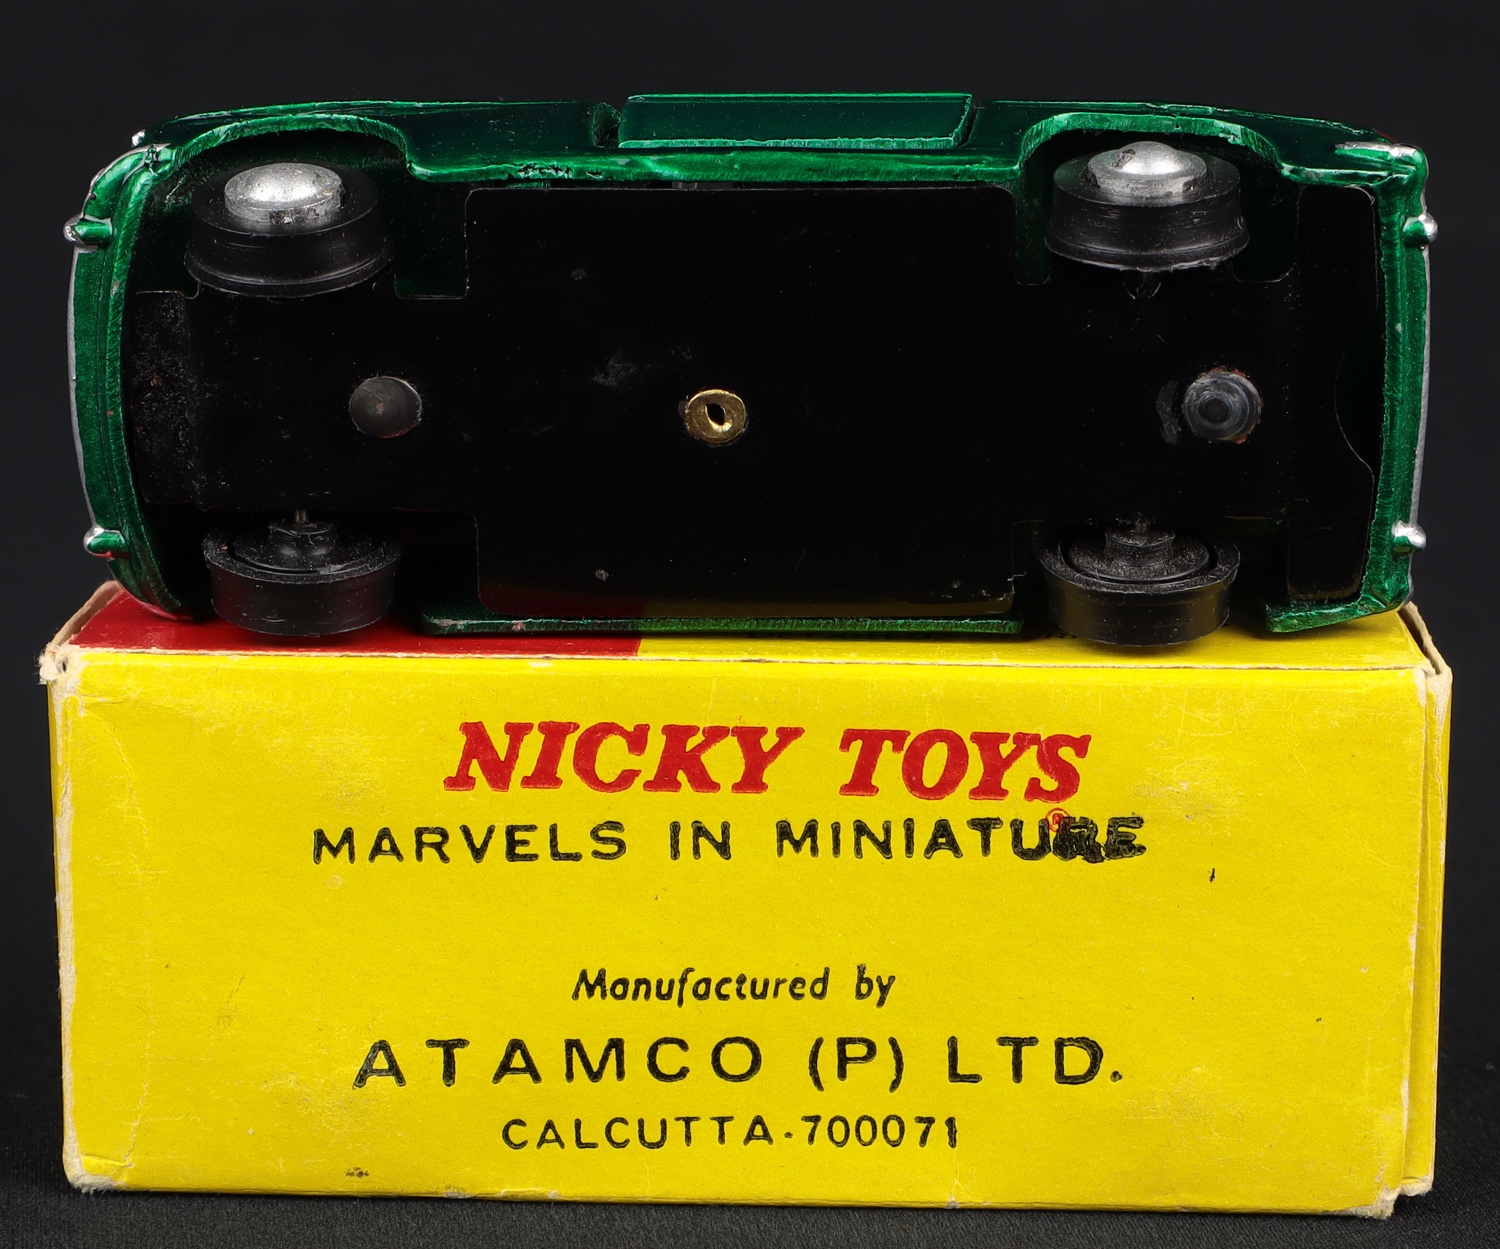 NICKY TOYS
®
MARVELS IN MINIATURE
Manufactured by
ATAMCO (P) LTD.
CALCUTTA-700071